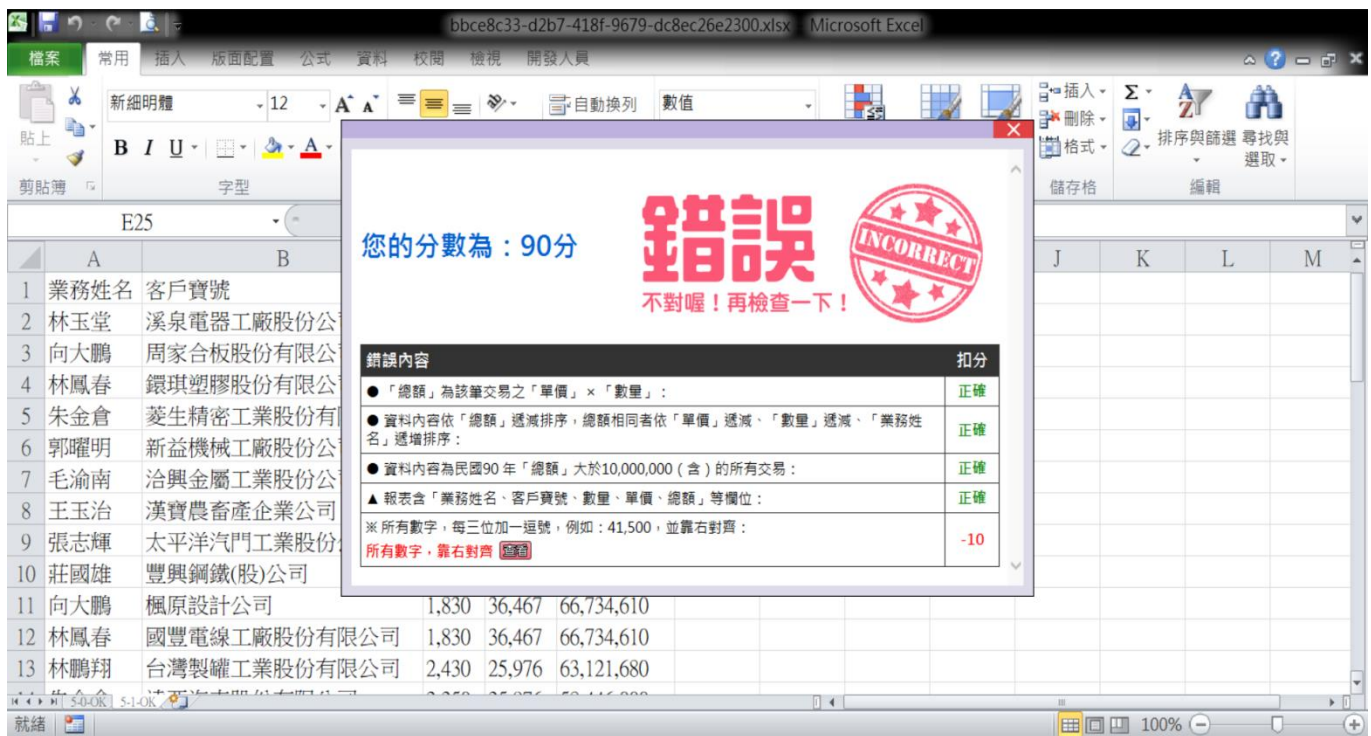 bbce8c33-d2b7-418f-9679-dc8ec26e2300.xlsx Microsoft Excel
檔案 常用 插入 版面配置 公式 資料 校閱 檢視 開發人員
新細明體 12 A A 自動換列 數值 插入 Σ
貼上 B I U A 刪除 排序與篩選 尋找與選取
格式
剪貼簿 字型 儲存格 編輯
E25
您的分數為：90分
錯誤
不對喔！再檢查一下！
INCORRECT
錯誤內容 扣分
●「總額」為該筆交易之「單價」×「數量」： 正確
● 資料內容依「總額」遞減排序，總額相同者依「單價」遞減、「數量」遞減、「業務姓
名」遞增排序： 正確
● 資料內容為民國90 年「總額」大於10,000,000（含）的所有交易： 正確
▲ 報表含「業務姓名、客戶寶號、數量、單價、總額」等欄位： 正確
※ 所有數字，每三位加一逗號，例如：41,500，並靠右對齊： -10
所有數字，靠右對齊 查看
A B J K L M
1 業務姓名 客戶寶號
2 林玉堂 溪泉電器工廠股份公
3 向大鵬 周家合板股份有限公
4 林鳳春 鐶琪塑膠股份有限公
5 朱金倉 菱生精密工業股份有
6 郭曜明 新益機械工廠股份公
7 毛渝南 洽興金屬工業股份公
8 王玉治 漢寶農畜產企業公司
9 張志輝 太平洋汽門工業股份
10 莊國雄 豐興鋼鐵(股)公司
11 向大鵬 楓原設計公司 1,830 36,467 66,734,610
12 林鳳春 國豐電線工廠股份有限公司 1,830 36,467 66,734,610
13 林鵬翔 台灣製罐工業股份有限公司 2,430 25,976 63,121,680
5-0-OK 5-1-OK
就緒 100%